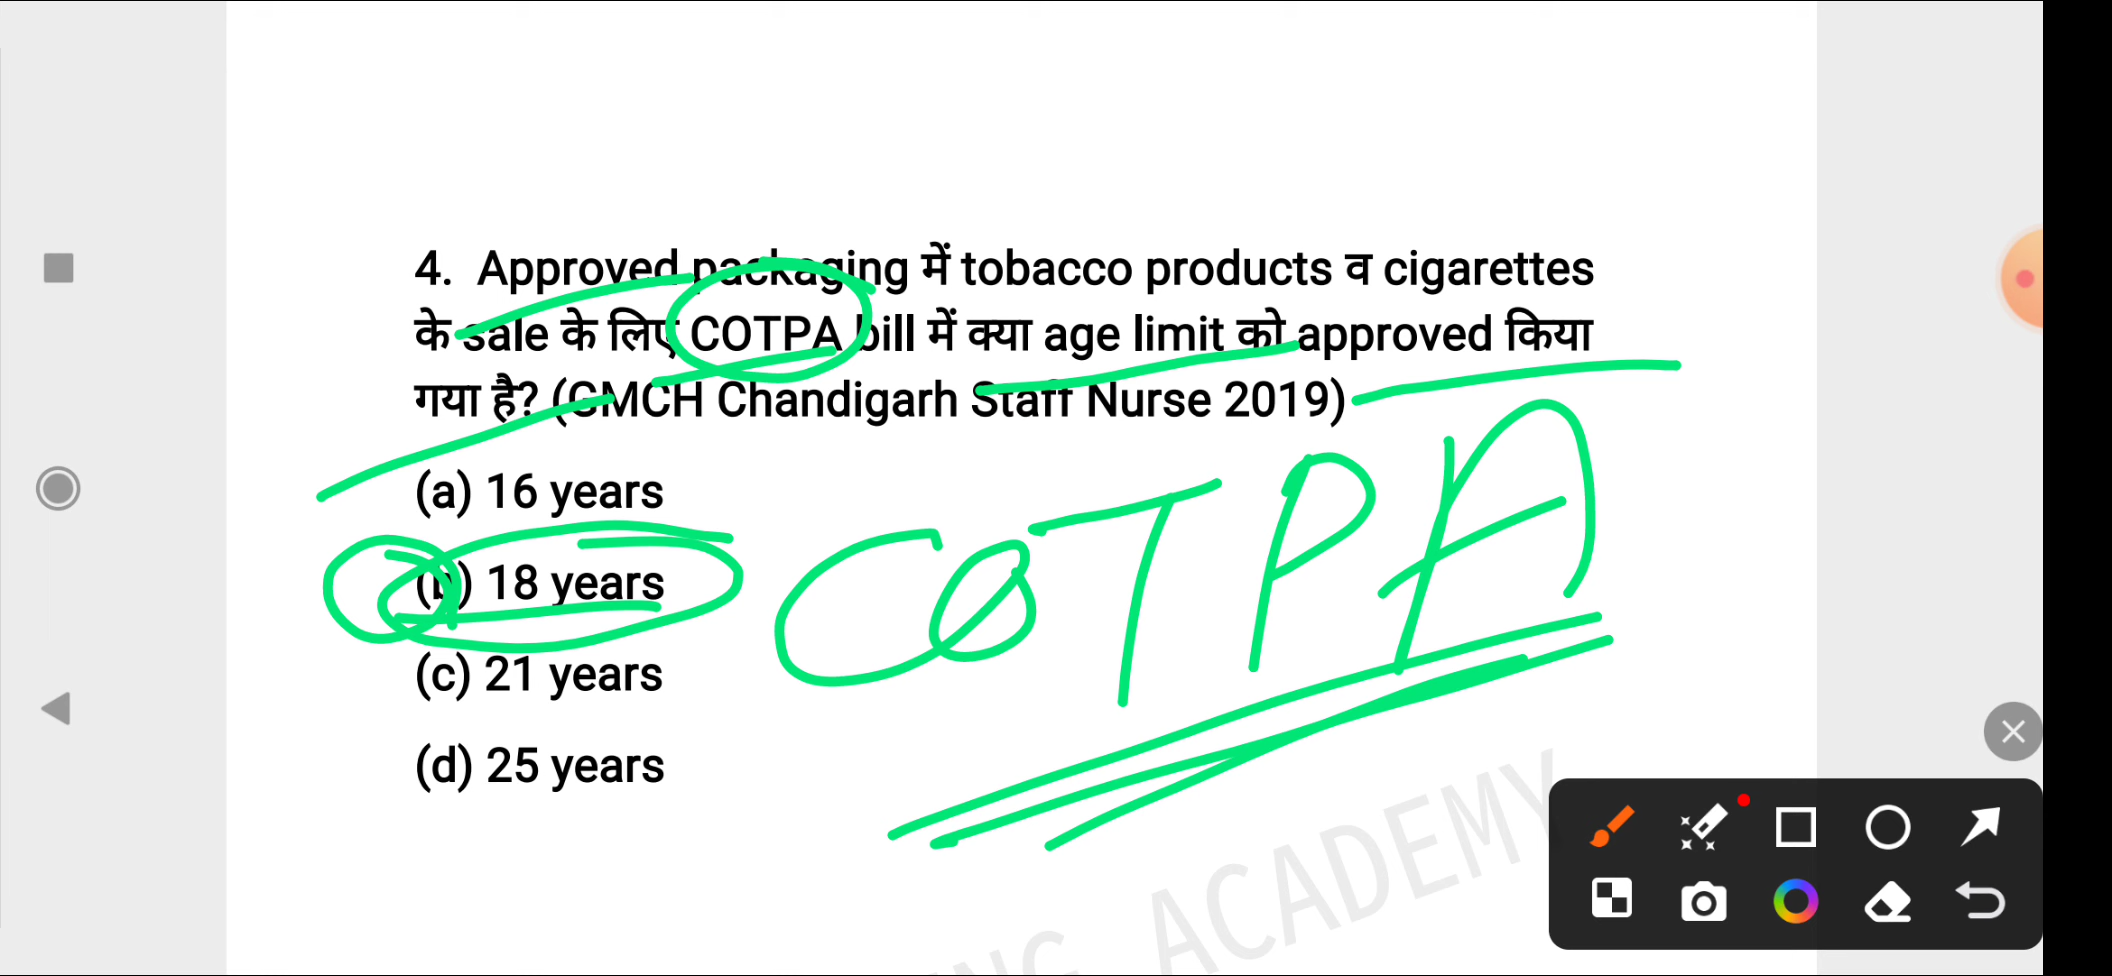 4. Approved packaging में tobacco products व cigarettes
के sale के लिए COTPA bill में क्या age limit को approved किया
गया है? (GMCH Chandigarh Staff Nurse 2019)
(a) 16 years
(b) 18 years
(c) 21 years
(d) 25 years
COTPA
ACADEMY